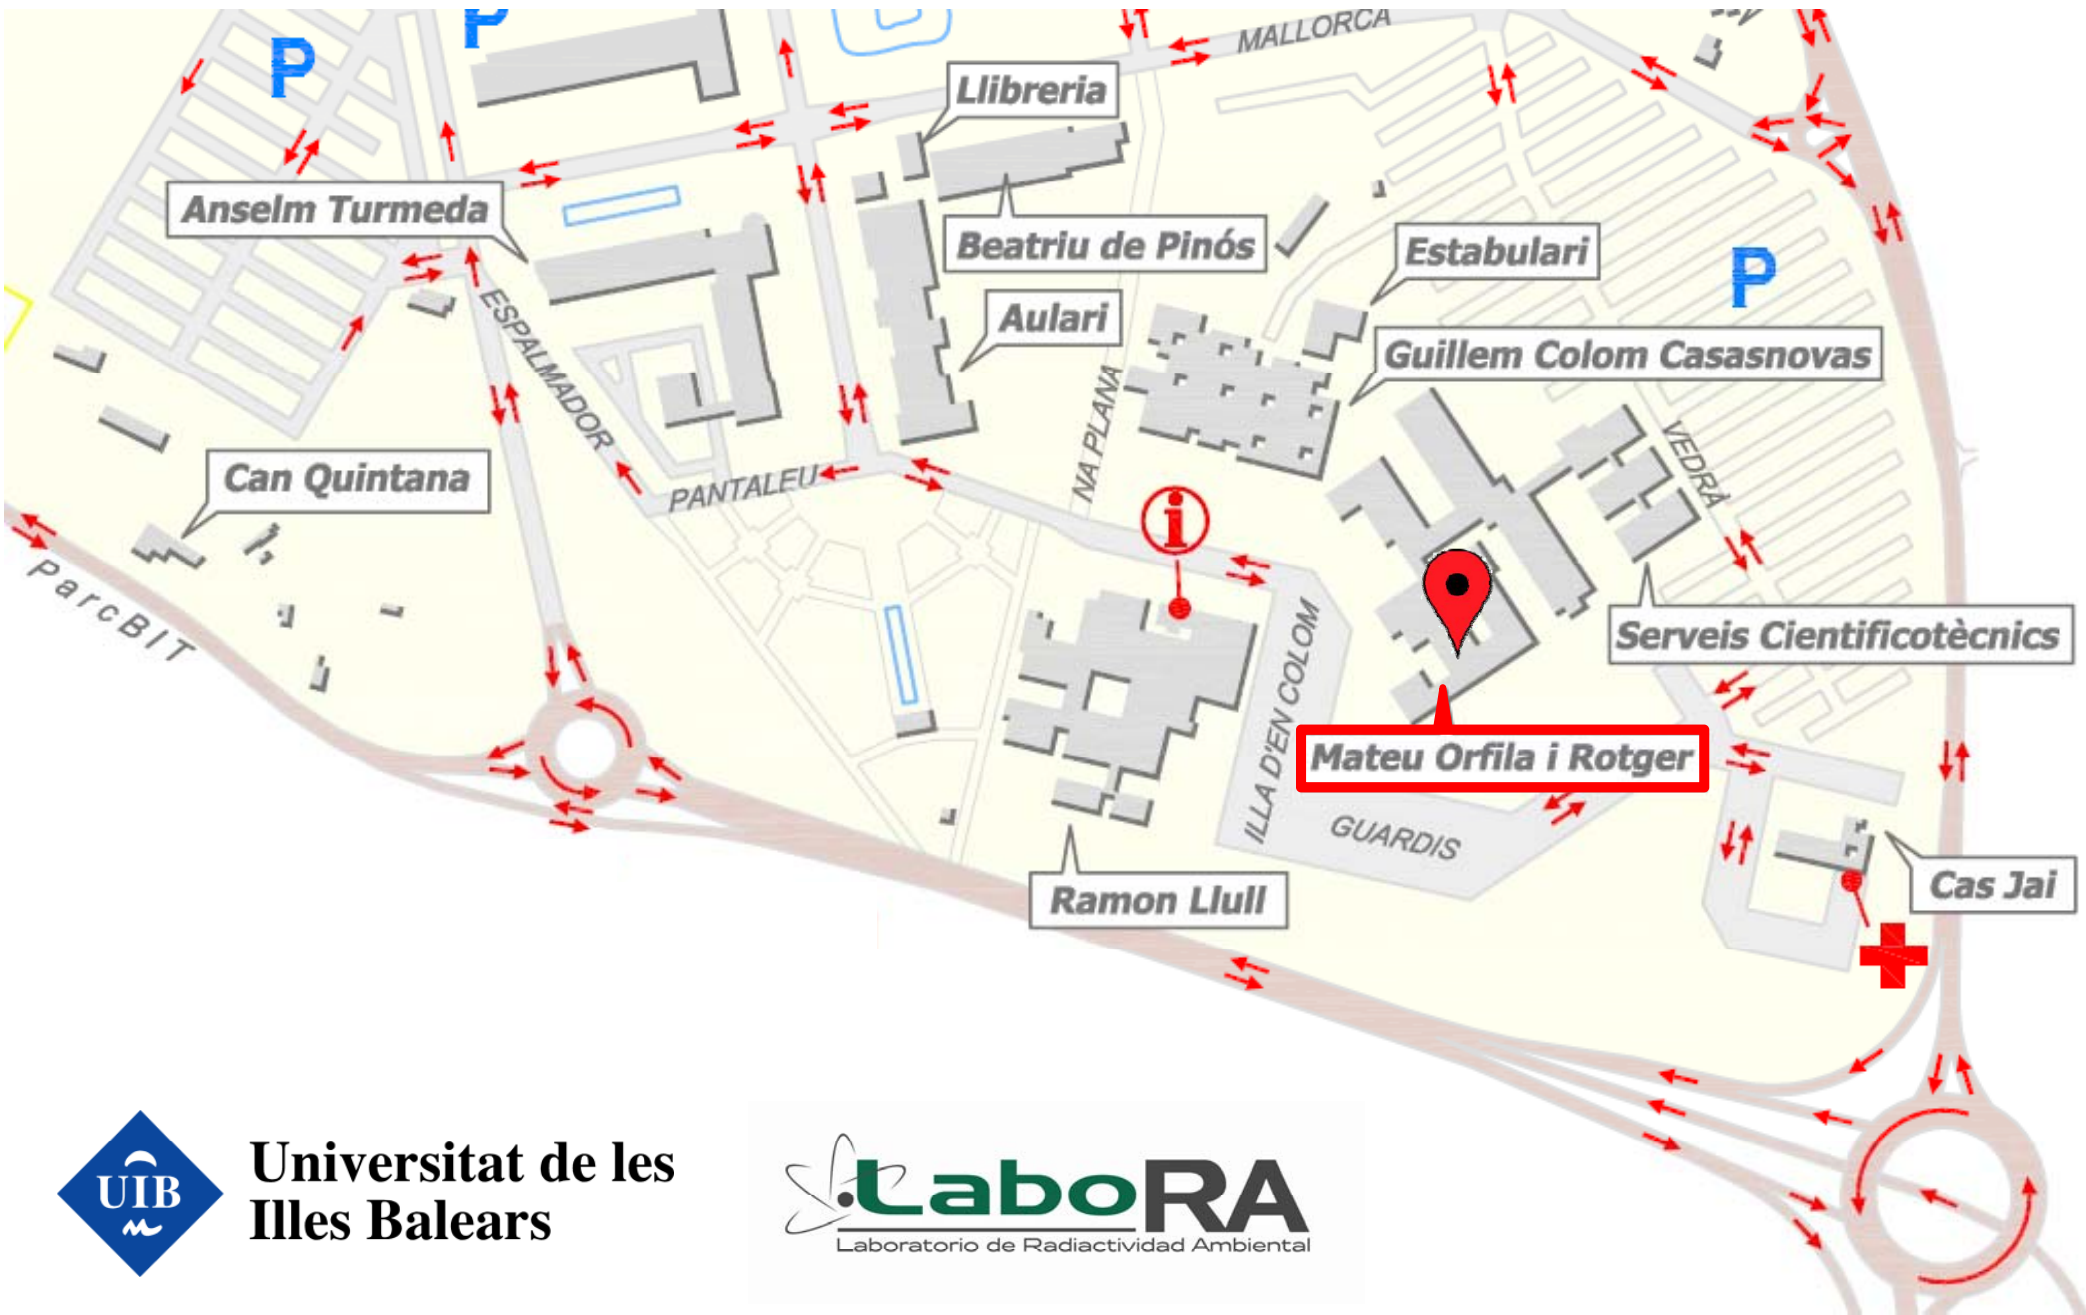 P
P
MALLORCA
Llibreria
Anselm Turmeda
Beatriu de Pinós
Estabulari
P
ESPALMADOR
Aulari
Guillem Colom Casasnovas
NA PLANA
VEDRÀ
Can Quintana
PANTALEU
i
ParcBIT
ILLA D'EN COLOM
Serveis Cientificotècnics
Mateu Orfila i Rotger
GUARDIS
Ramon Llull
Cas Jai
UIB
Universitat de les
Illes Balears
LaboRA
Laboratorio de Radiactividad Ambiental